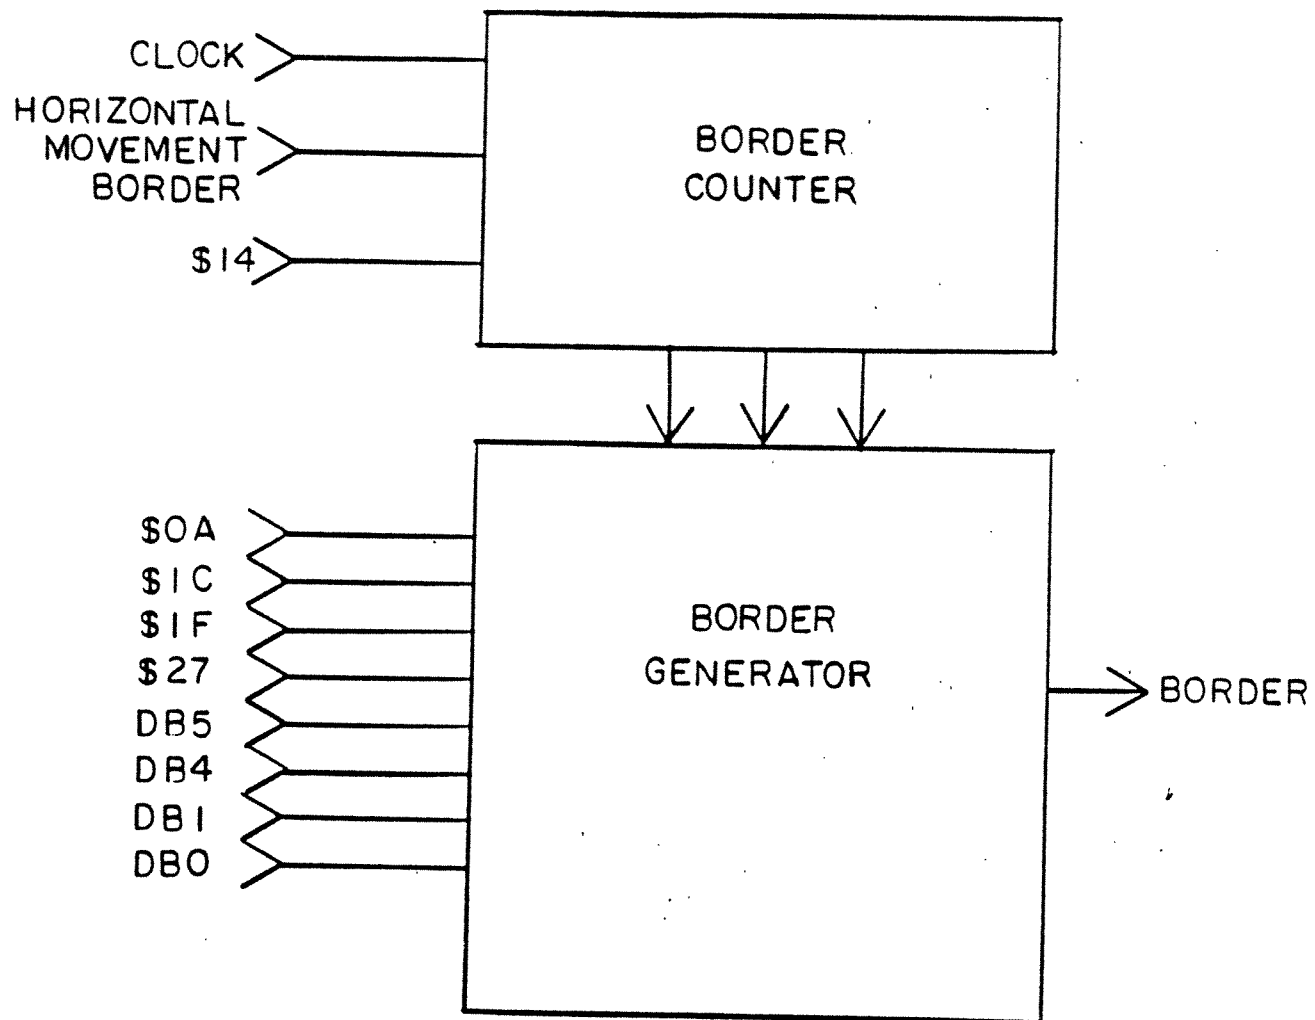 CLOCK
HORIZONTAL
MOVEMENT
BORDER
$14
BORDER
COUNTER
$0A
$1C
$1F
$27
DB5
DB4
DB1
DB0
BORDER
GENERATOR
BORDER